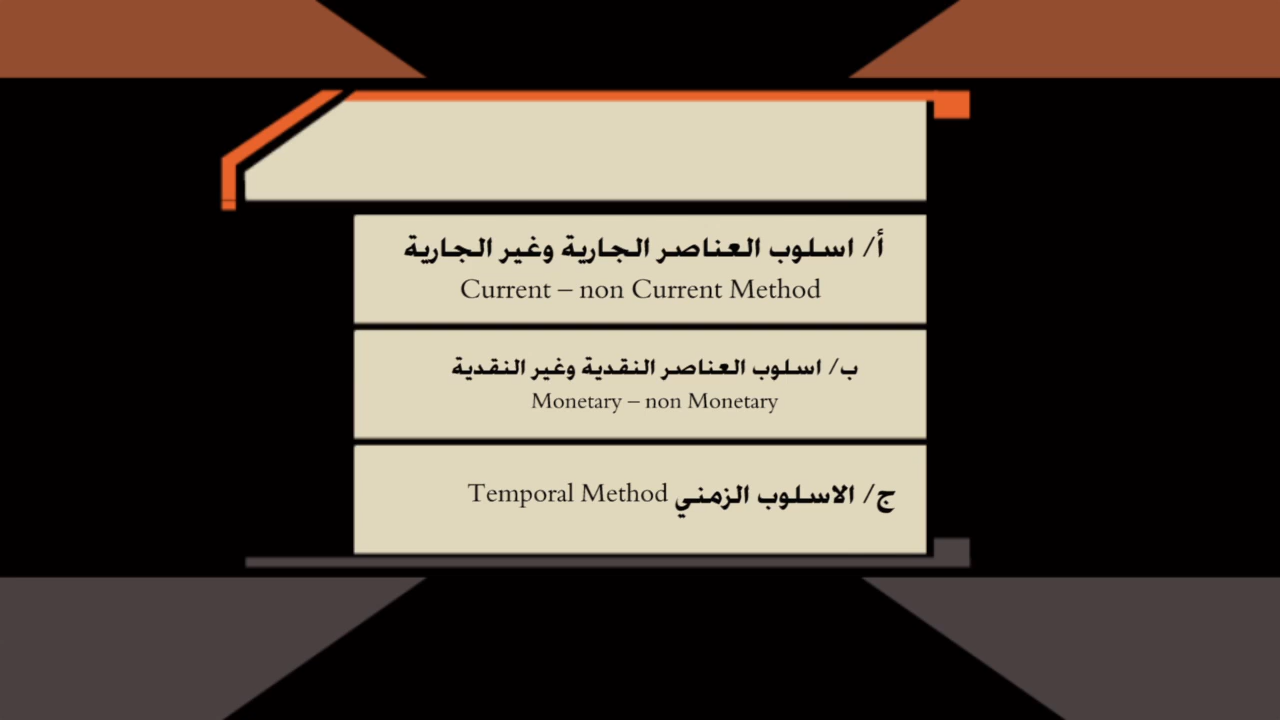 أ/ اسلوب العناصر الجارية وغير الجارية
Current – non Current Method
ب/ اسلوب العناصر النقدية وغير النقدية
Monetary – non Monetary
ج/ الاسلوب الزمني Temporal Method